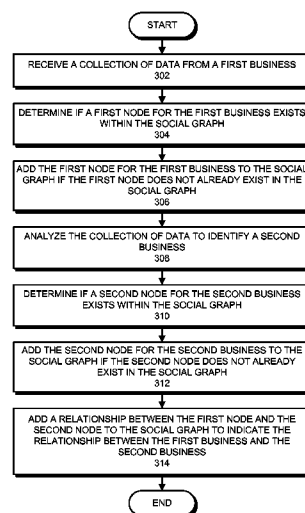 START
RECEIVE A COLLECTION OF DATA FROM A FIRST BUSINESS
302
DETERMINE IF A FIRST NODE FOR THE FIRST BUSINESS EXISTS
WITHIN THE SOCIAL GRAPH
304
ADD THE FIRST NODE FOR THE FIRST BUSINESS TO THE SOCIAL
GRAPH IF THE FIRST NODE DOES NOT ALREADY EXIST IN THE
SOCIAL GRAPH
306
ANALYZE THE COLLECTION OF DATA TO IDENTIFY A SECOND
BUSINESS
308
DETERMINE IF A SECOND NODE FOR THE SECOND BUSINESS
EXISTS WITHIN THE SOCIAL GRAPH
310
ADD THE SECOND NODE FOR THE SECOND BUSINESS TO THE
SOCIAL GRAPH IF THE SECOND NODE DOES NOT ALREADY
EXIST IN THE SOCIAL GRAPH
312
ADD A RELATIONSHIP BETWEEN THE FIRST NODE AND THE
SECOND NODE TO THE SOCIAL GRAPH TO INDICATE THE
RELATIONSHIP BETWEEN THE FIRST BUSINESS AND THE
SECOND BUSINESS
314
END